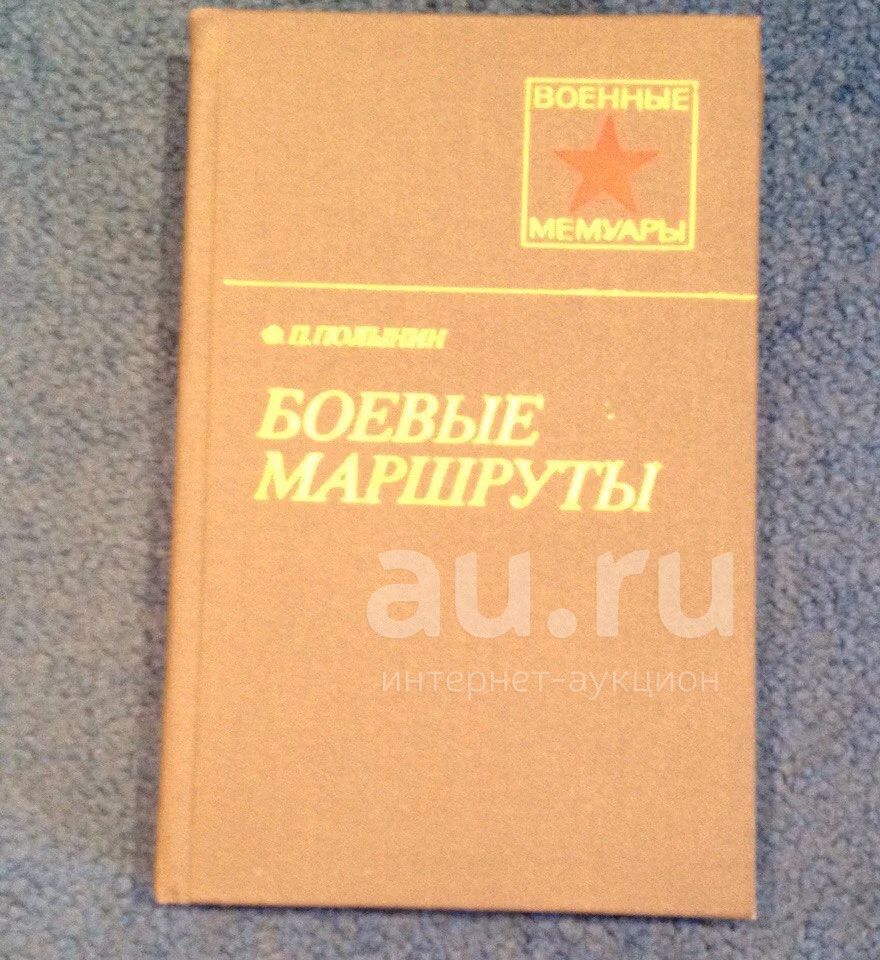 ВОЕННЫЕ
МЕМУАРЫ
Ф.П.ПОЛЫНИН
БОЕВЫЕ
МАРШРУТЫ
au.ru
интернет-аукцион